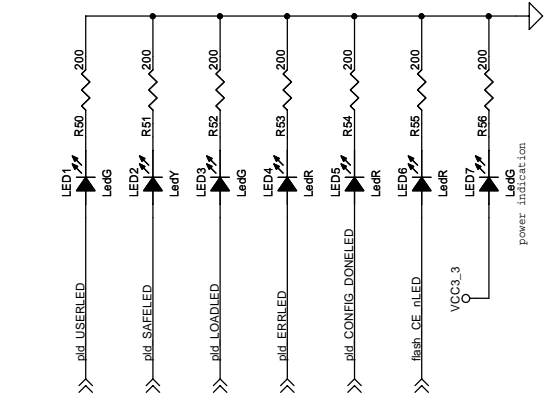 200
200
200
200
200
200
200
R50
R51
R52
R53
R54
R55
R56
LED1
LedG
LED2
LedY
LED3
LedG
LED4
LedR
LED5
LedR
LED6
LedR
LED7
LedG
power indication
pld_USERLED
pld_SAFELED
pld_LOADLED
pld_ERRLED
pld_CONFIG_DONELED
flash_CE_nLED
VCC3_3